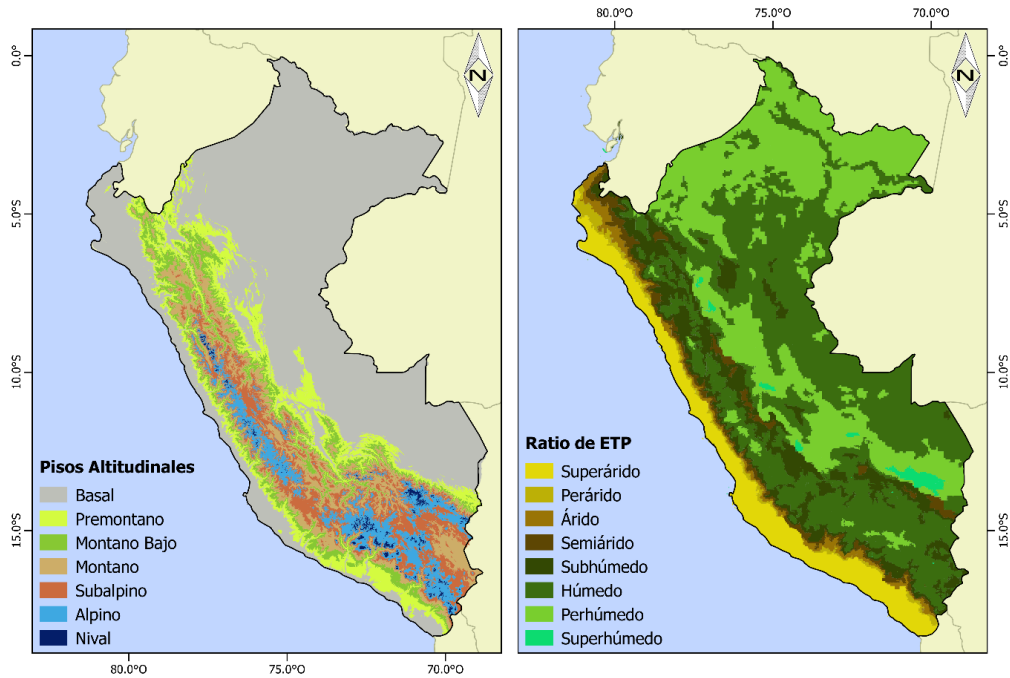 80.0°O
75.0°O
70.0°O
0.0°
N
N
0.0°
5.0°S
5.0°S
10.0°S
10.0°S
Pisos Altitudinales
Basal
Premontano
Montano Bajo
Montano
Subalpino
Alpino
Nival
15.0°S
Ratio de ETP
Superárido
Perárido
Árido
Semiárido
Subhúmedo
Húmedo
Perhúmedo
Superhúmedo
15.0°S
80.0°O
75.0°O
70.0°O